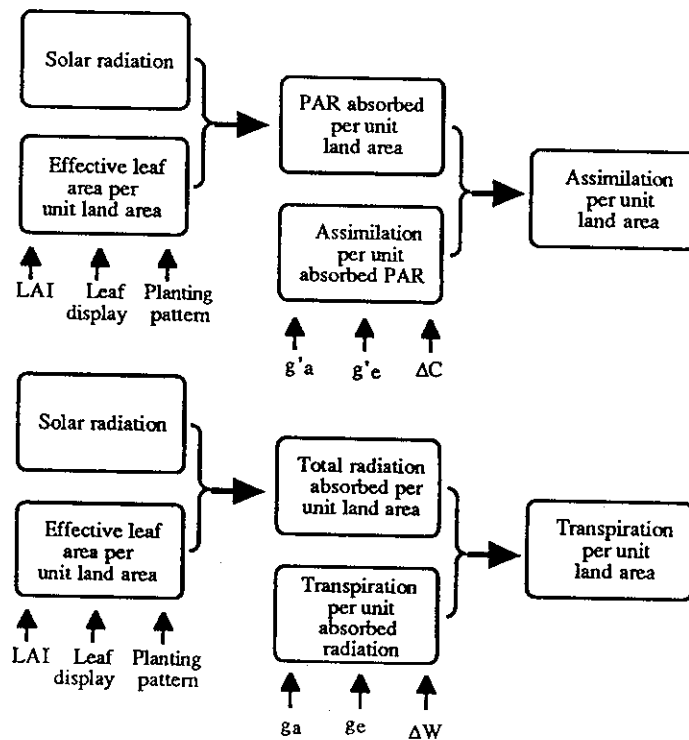 Solar radiation
Effective leaf
area per
unit land area
LAI
Leaf
display
Planting
pattern
PAR absorbed
per unit
land area
Assimilation
per unit
absorbed PAR
g'a
g'e
ΔC
Assimilation
per unit
land area
Solar radiation
Effective leaf
area per
unit land area
LAI
Leaf
display
Planting
pattern
Total radiation
absorbed per
unit land area
Transpiration
per unit
absorbed
radiation
ga
ge
ΔW
Transpiration
per unit
land area